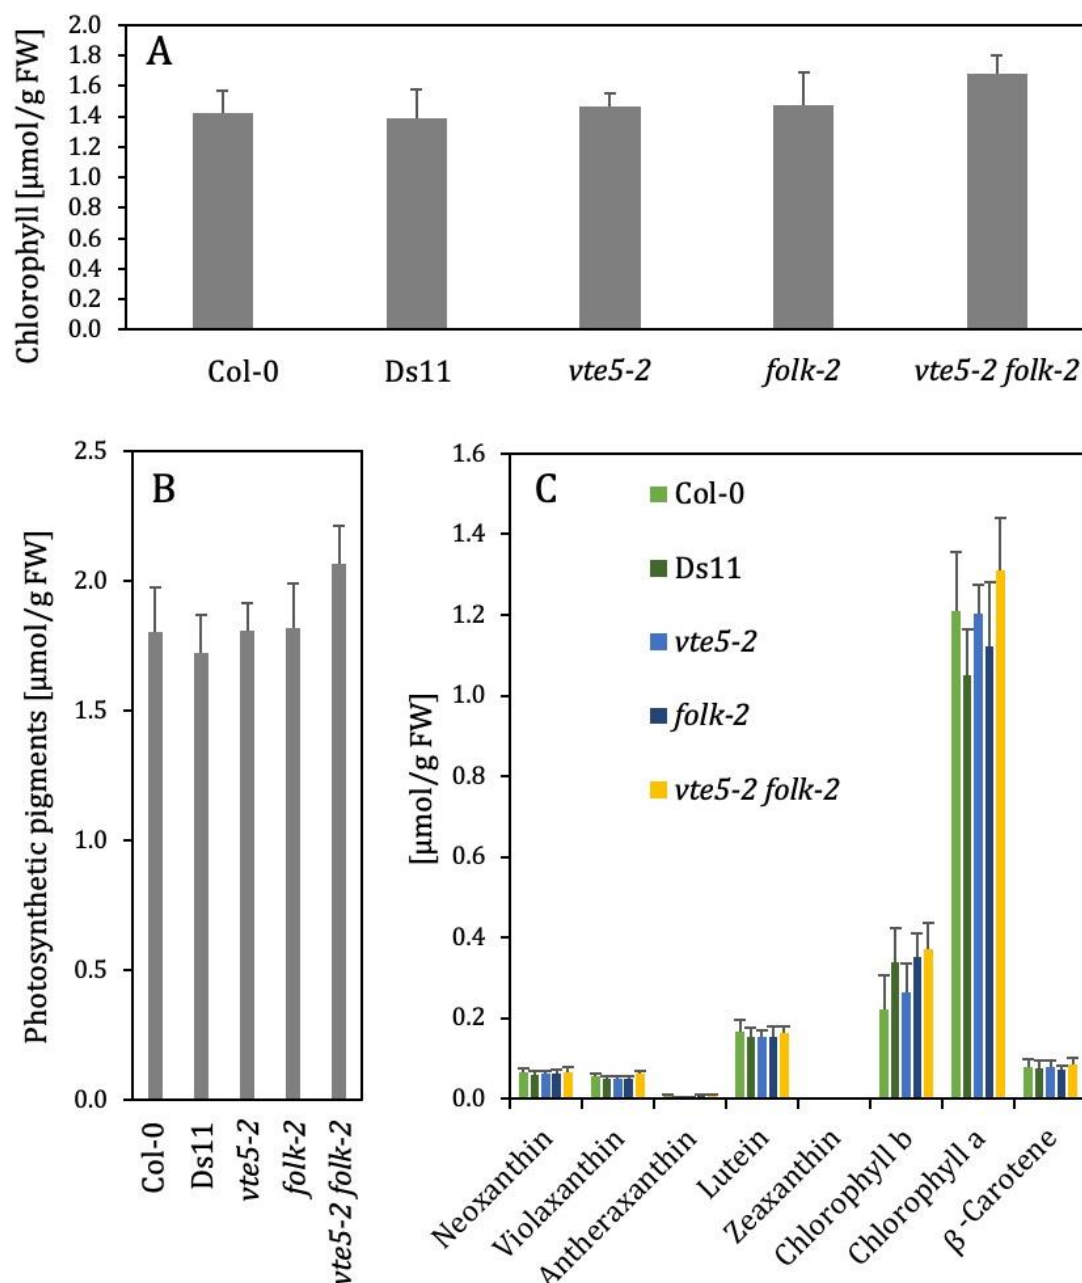 A
Chlorophyll [µmol/g FW]
2.0
1.8
1.6
1.4
1.2
1.0
0.8
0.6
0.4
0.2
0.0
Col-0 Ds11 vte5-2 folk-2 vte5-2 folk-2
B
Photosynthetic pigments [µmol/g FW]
2.5
2.0
1.5
1.0
0.5
0.0
Col-0
Ds11
vte5-2
folk-2
vte5-2 folk-2
C
[µmol/g FW]
1.6
1.4
1.2
1.0
0.8
0.6
0.4
0.2
0.0
Col-0
Ds11
vte5-2
folk-2
vte5-2 folk-2
Neoxanthin
Violaxanthin
Antheraxanthin
Lutein
Zeaxanthin
Chlorophyll b
Chlorophyll a
β -Carotene